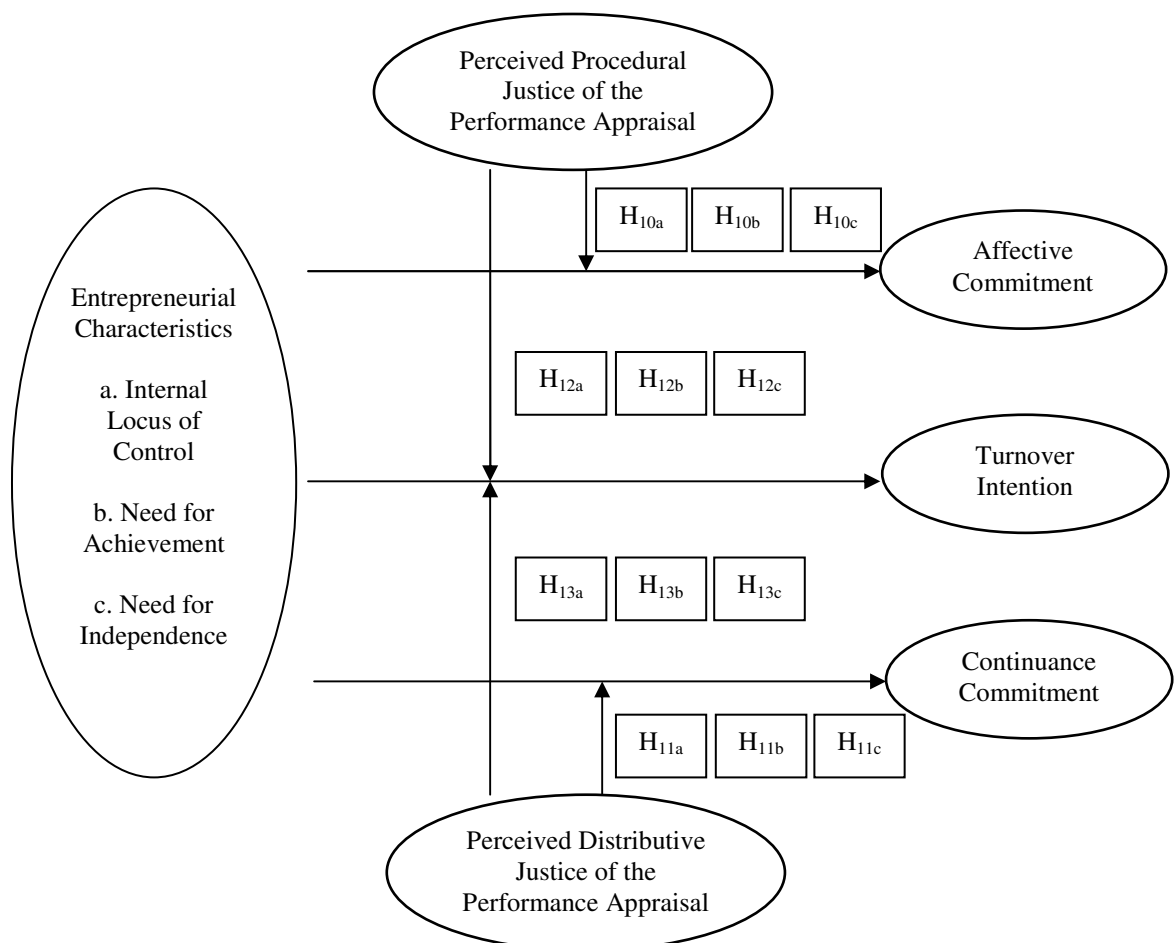 Perceived Procedural
Justice of the
Performance Appraisal
H10a H10b H10c
Affective
Commitment
Entrepreneurial
Characteristics
a. Internal
Locus of
Control
b. Need for
Achievement
c. Need for
Independence
H12a H12b H12c
Turnover
Intention
H13a H13b H13c
Continuance
Commitment
H11a H11b H11c
Perceived Distributive
Justice of the
Performance Appraisal